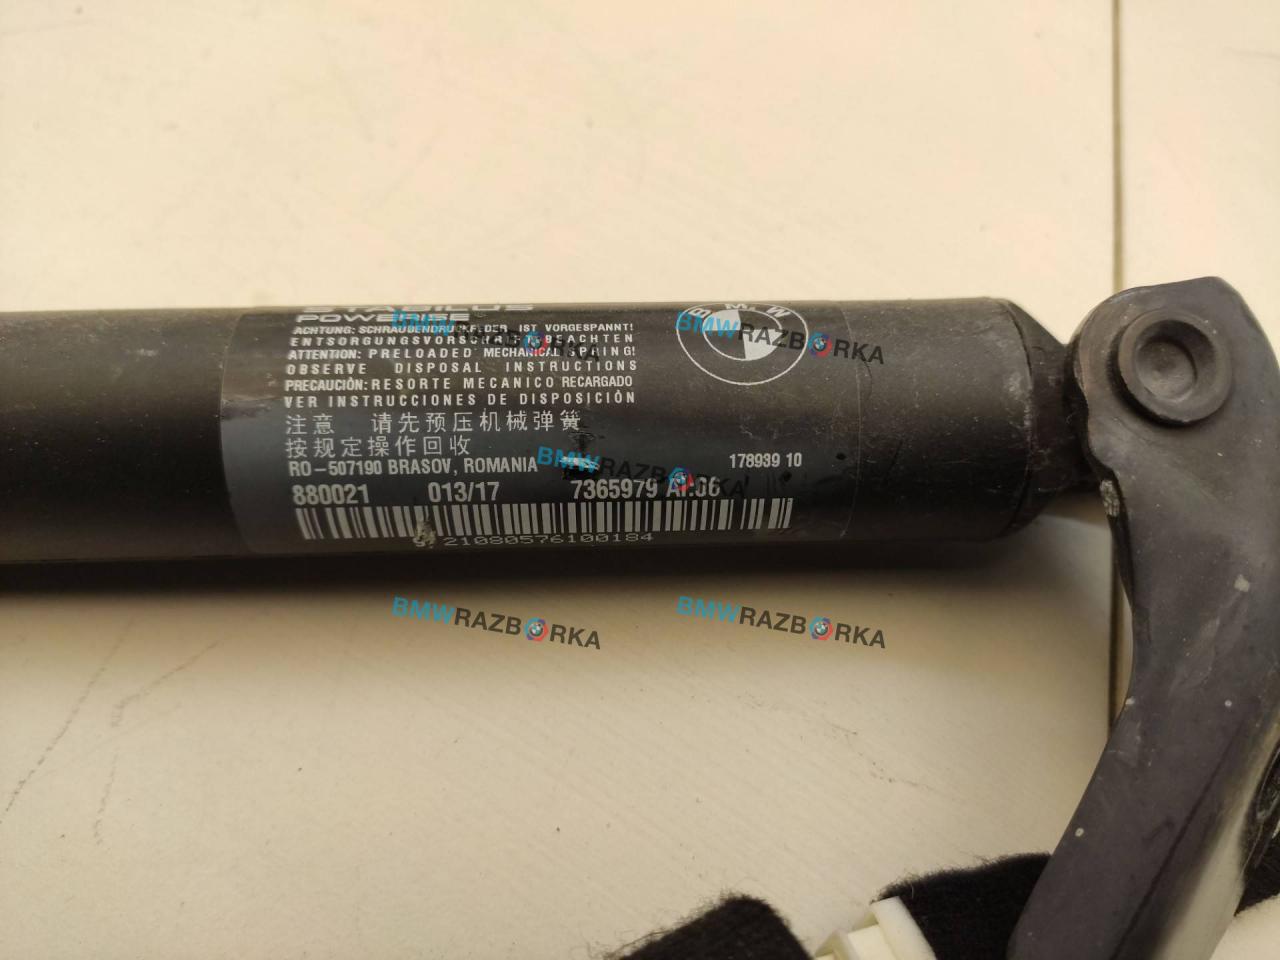 STABILUS
POWERISE
ACHTUNG: SCHRAUBENDRUCKFEDER IST VORGESPANNT!
ENTSORGUNGSVORSCHRIFT BEACHTEN
ATTENTION: PRELOADED MECHANICAL SPRING!
OBSERVE DISPOSAL INSTRUCTIONS
PRECAUCIÓN: RESORTE MECANICO RECARGADO
VER INSTRUCCIONES DE DISPOSICIÓN
注意 请先预压机械弹簧
按规定操作回收
RO-507190 BRASOV, ROMANIA
178939 10
880021 013/17 7365979
21080576100184
BMW
BMWRAZBORKA
BMWRAZBORKA
BMWRAZBORKA
BMWRAZBORKA
BMWRAZBORKA